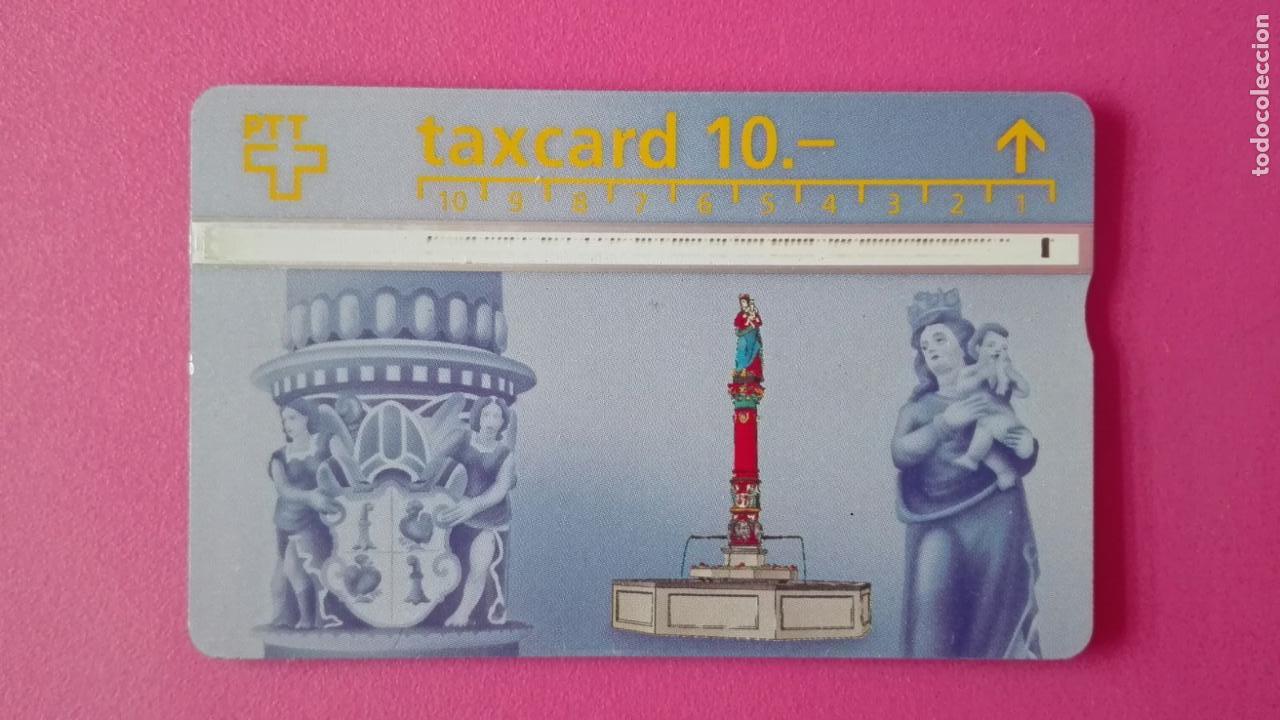 PTT
taxcard 10.–
10 9 8 7 6 5 4 3 2 1
todocoleccion